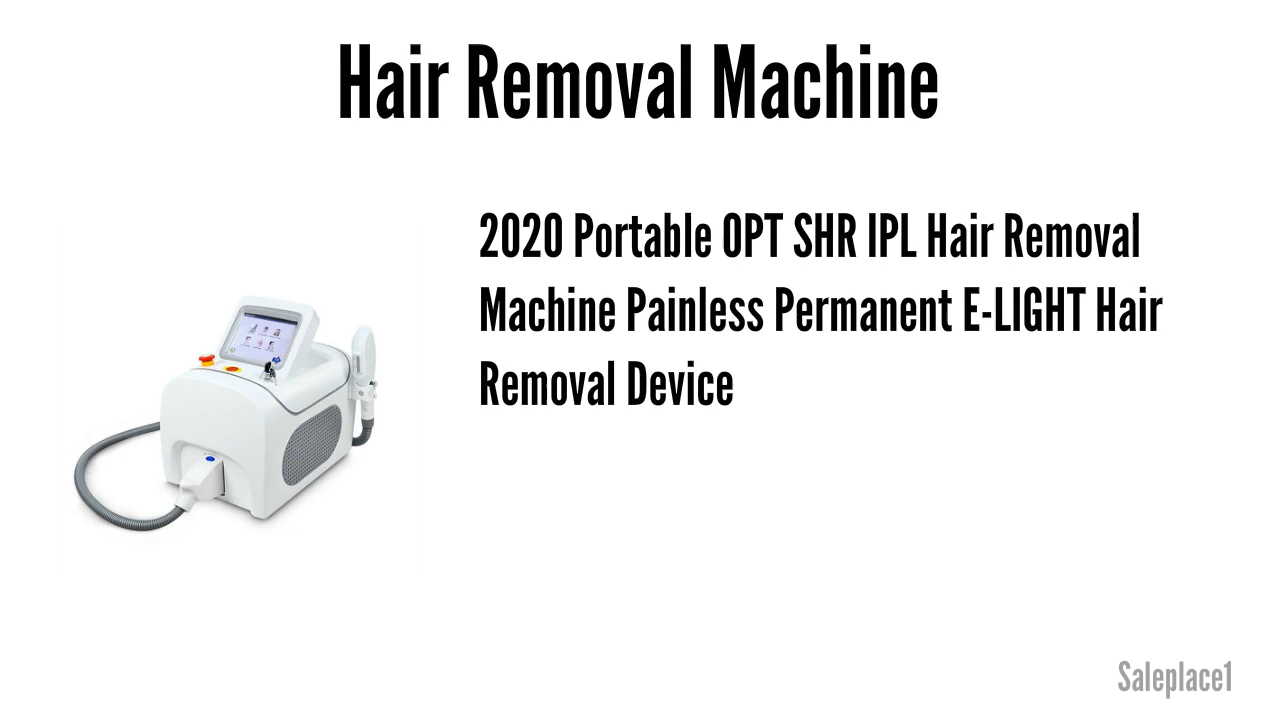 Hair Removal Machine
2020 Portable OPT SHR IPL Hair Removal
Machine Painless Permanent E-LIGHT Hair
Removal Device
Saleplace1